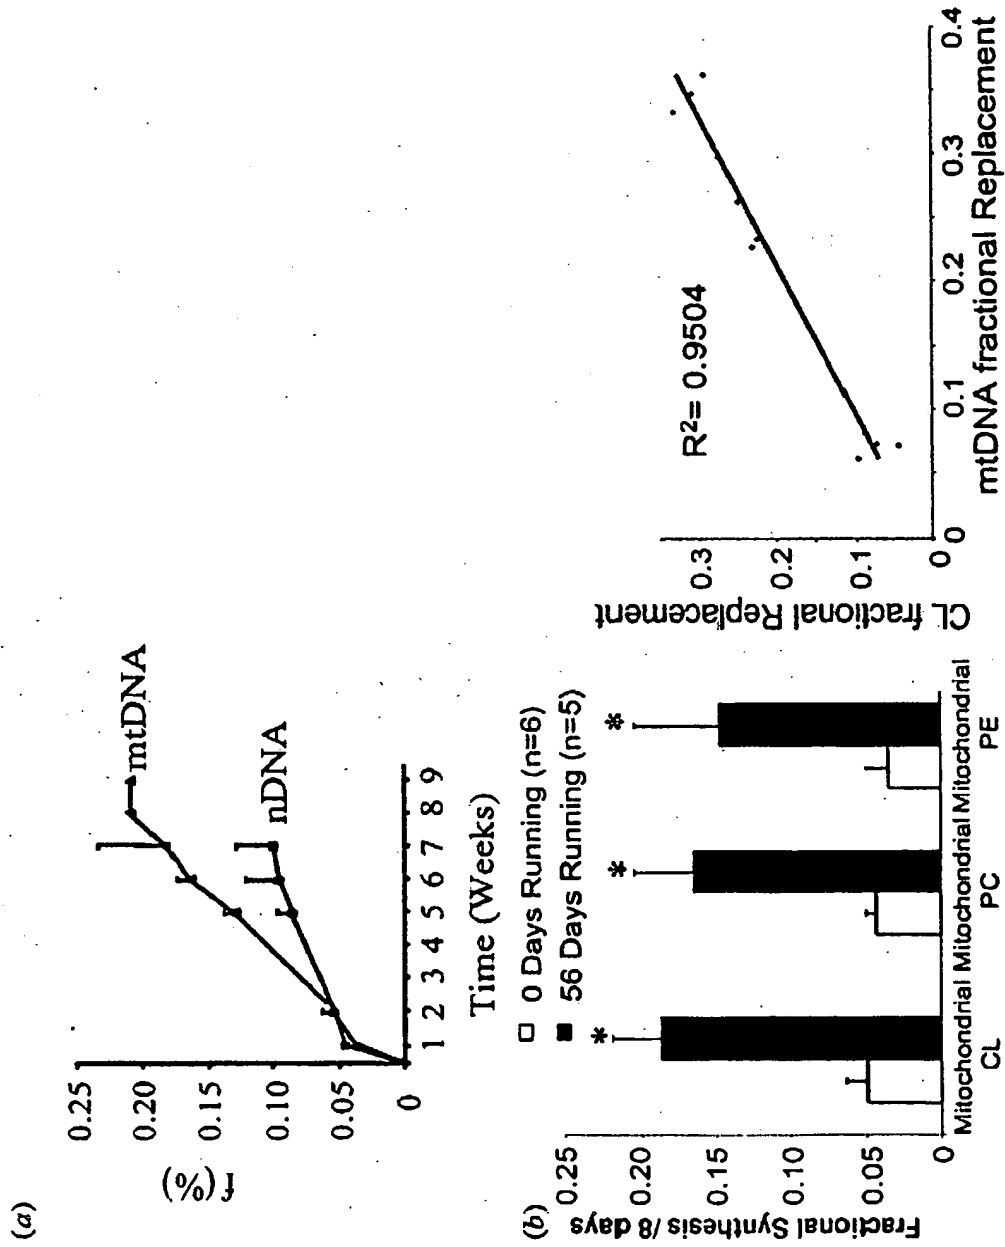 (a)
f (%)
0.25
0.20
0.15
0.10
0.05
0
mtDNA
nDNA
1 2 3 4 5 6 7 8 9
Time (Weeks)
(b)
0 Days Running (n=6)
56 Days Running (n=5)
Fractional Synthesis /8 days
0.25
0.20
0.15
0.10
0.05
0
* * *
Mitochondrial Mitochondrial Mitochondrial
CL PC PE
CL fractional Replacement
0.3
0.2
0.1
0
R2= 0.9504
0 0.1 0.2 0.3 0.4
mtDNA fractional Replacement